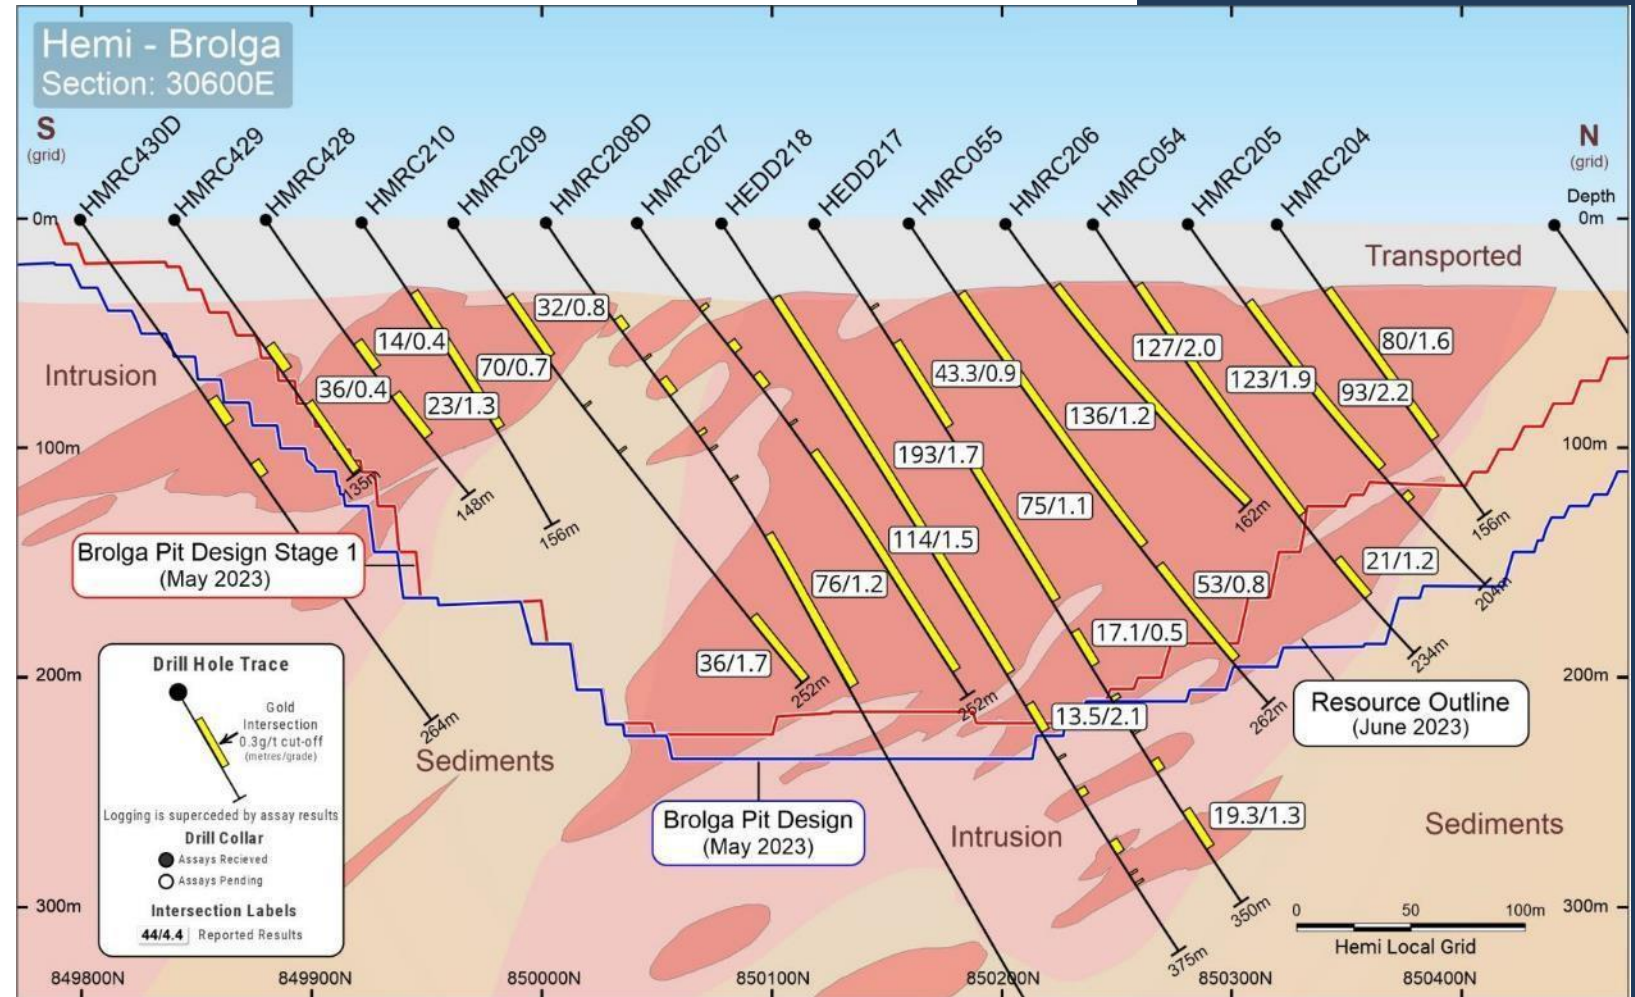 Hemi - Brolga
Section: 30600E
S
(grid)
HMRC430D
HMRC429
HMRC428
HMRC210
HMRC209
HMRC208D
HMRC207
HEDD218
HEDD217
HMRC055
HMRC206
HMRC054
HMRC205
HMRC204
N
(grid)
Depth
0m
0m
Transported
32/0.8
14/0.4
80/1.6
127/2.0
Intrusion
70/0.7
43.3/0.9
123/1.9
36/0.4
93/2.2
23/1.3
136/1.2
100m
100m
193/1.7
135m
148m
75/1.1
162m
156m
156m
114/1.5
Brolga Pit Design Stage 1
(May 2023)
21/1.2
76/1.2
53/0.8
204m
17.1/0.5
234m
36/1.7
200m
200m
252m
252m
262m
264m
13.5/2.1
Resource Outline
(June 2023)
Drill Hole Trace
Gold
Intersection
0.3g/t cut-off
(metres/grade)
Logging is superceded by assay results
Drill Collar
Assays Recieved
Assays Pending
Intersection Labels
44/4.4 Reported Results
Sediments
Brolga Pit Design
(May 2023)
Intrusion
19.3/1.3
Sediments
300m
300m
350m
375m
0 50 100m
Hemi Local Grid
849800N
849900N
850000N
850100N
850200N
850300N
850400N